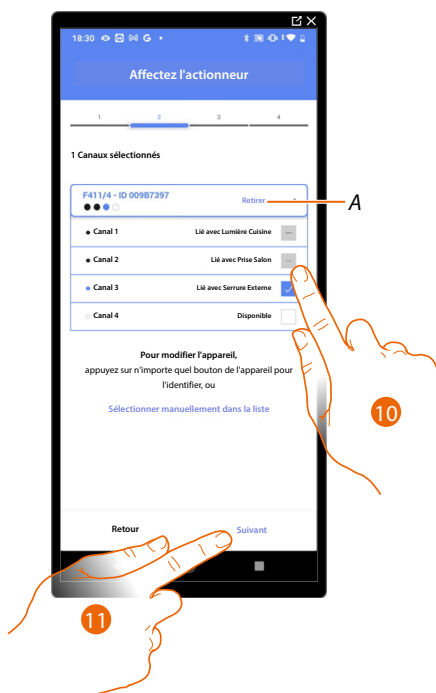 18:30 G
Affectez l'actionneur
1 2 3 4
1 Canaux sélectionnés
F411/4 - ID 009B7397
Retirer
A
Canal 1 Lié avec Lumière Cuisine
Canal 2 Lié avec Prise Salon
Canal 3 Lié avec Serrure Externe
Canal 4 Disponible
Pour modifier l'appareil,
appuyez sur n'importe quel bouton de l'appareil pour
l'identifier, ou
Sélectionner manuellement dans la liste
10
Retour Suivant
11